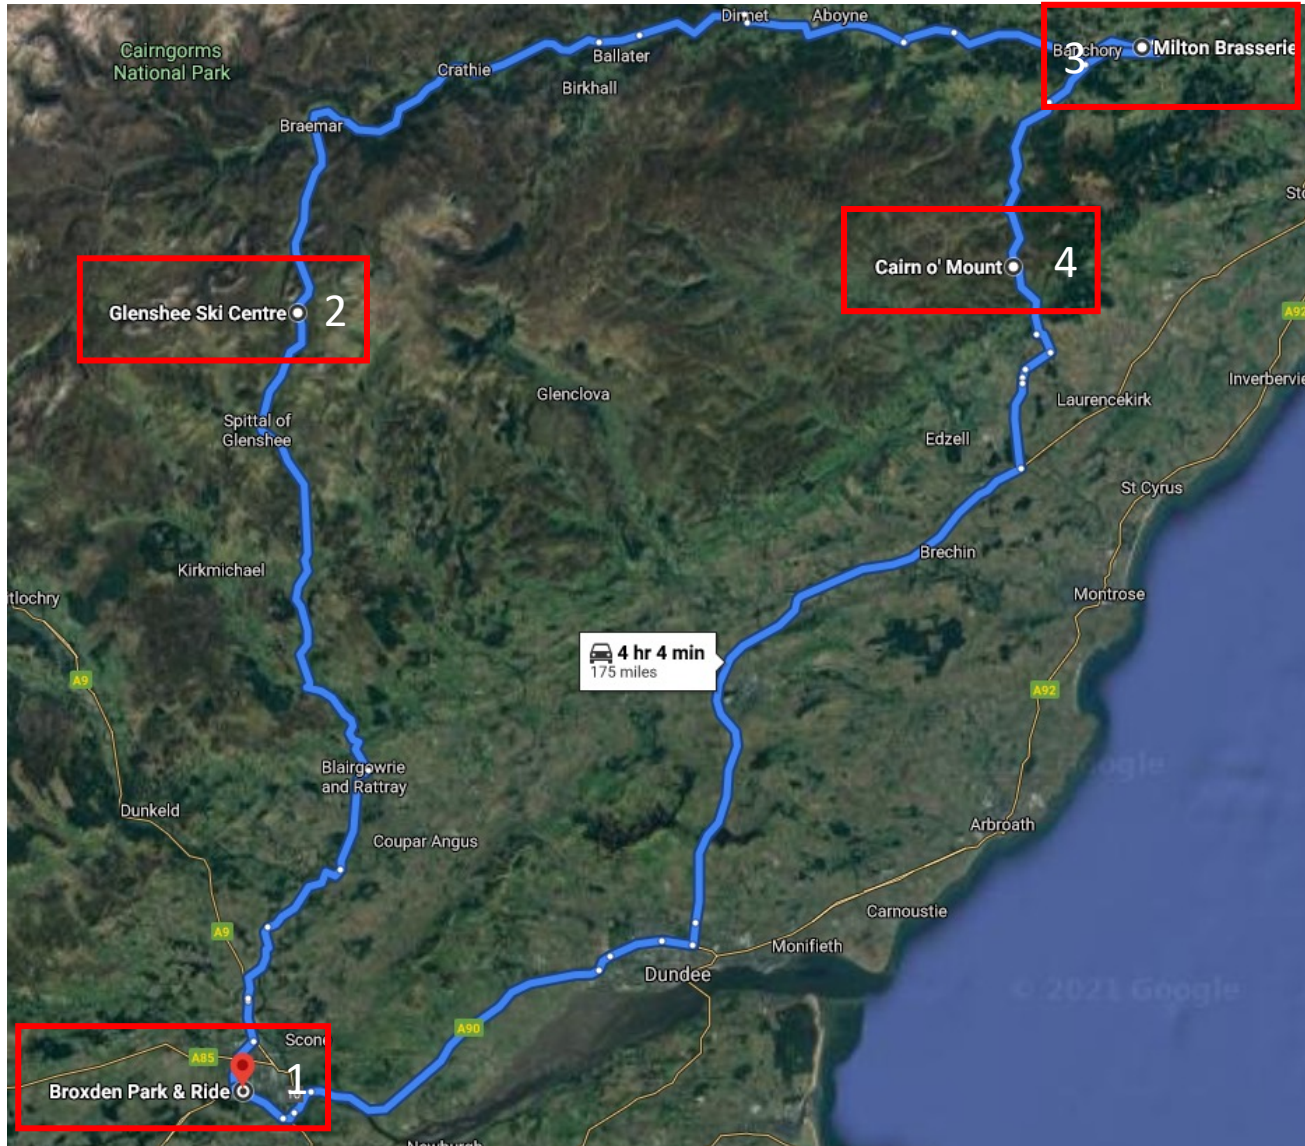 Dinnet
Aboyne
Cairngorms
National Park
Ballater
Banchory
3
Milton Brasserie
Crathie
Birkhall
Braemar
Cairn o' Mount
4
Glenshee Ski Centre
2
A92
Glenclova
Inverbervie
Laurencekirk
Spittal of
Glenshee
Edzell
St Cyrus
Brechin
Kirkmichael
tlochry
Montrose
4 hr 4 min
175 miles
A9
A92
Blairgowrie
and Rattray
Dunkeld
Arbroath
Coupar Angus
Carnoustie
A9
Monifieth
Dundee
© 2021 Google
A90
Scone
A85
Broxden Park & Ride
1
Newburgh